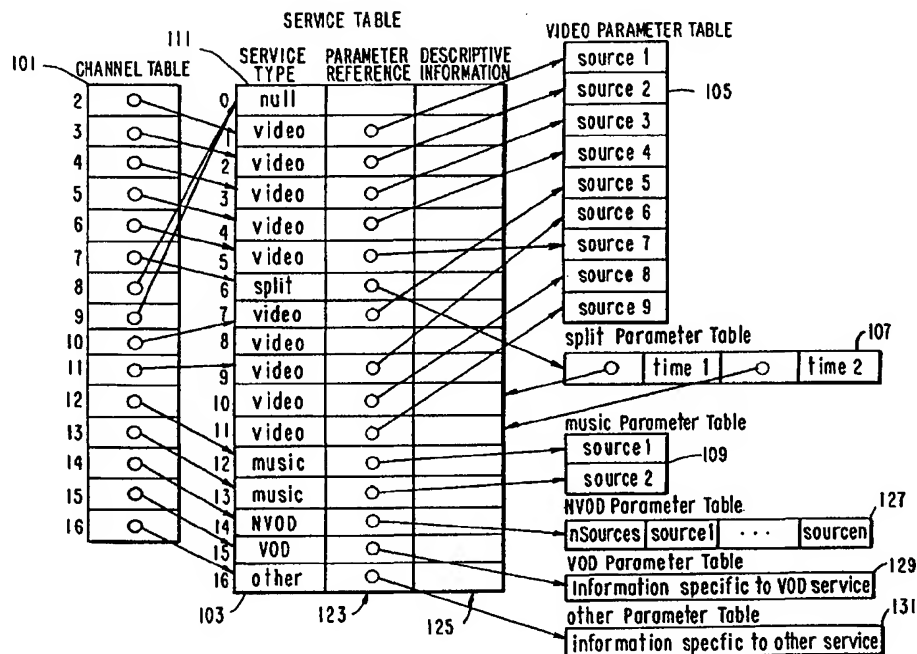 SERVICE TABLE
101 CHANNEL TABLE
111
SERVICE TYPE
PARAMETER REFERENCE
DESCRIPTIVE INFORMATION
VIDEO PARAMETER TABLE
2
3
4
5
6
7
8
9
10
11
12
13
14
15
16
0 null
1 video
2 video
3 video
4 video
5 video
6 split
7 video
8 video
9 video
10 video
11 video
12 music
13 music
14 NVOD
15 VOD
16 other
103
123
125
source 1
source 2
source 3
source 4
source 5
source 6
source 7
source 8
source 9
105
split Parameter Table
107
time 1
time 2
music Parameter Table
source1
source 2
109
NVOD Parameter Table
127
nSources source1 ... sourcen
VOD Parameter Table
129
Information specific to VOD service
other Parameter Table
131
information specfic to other service